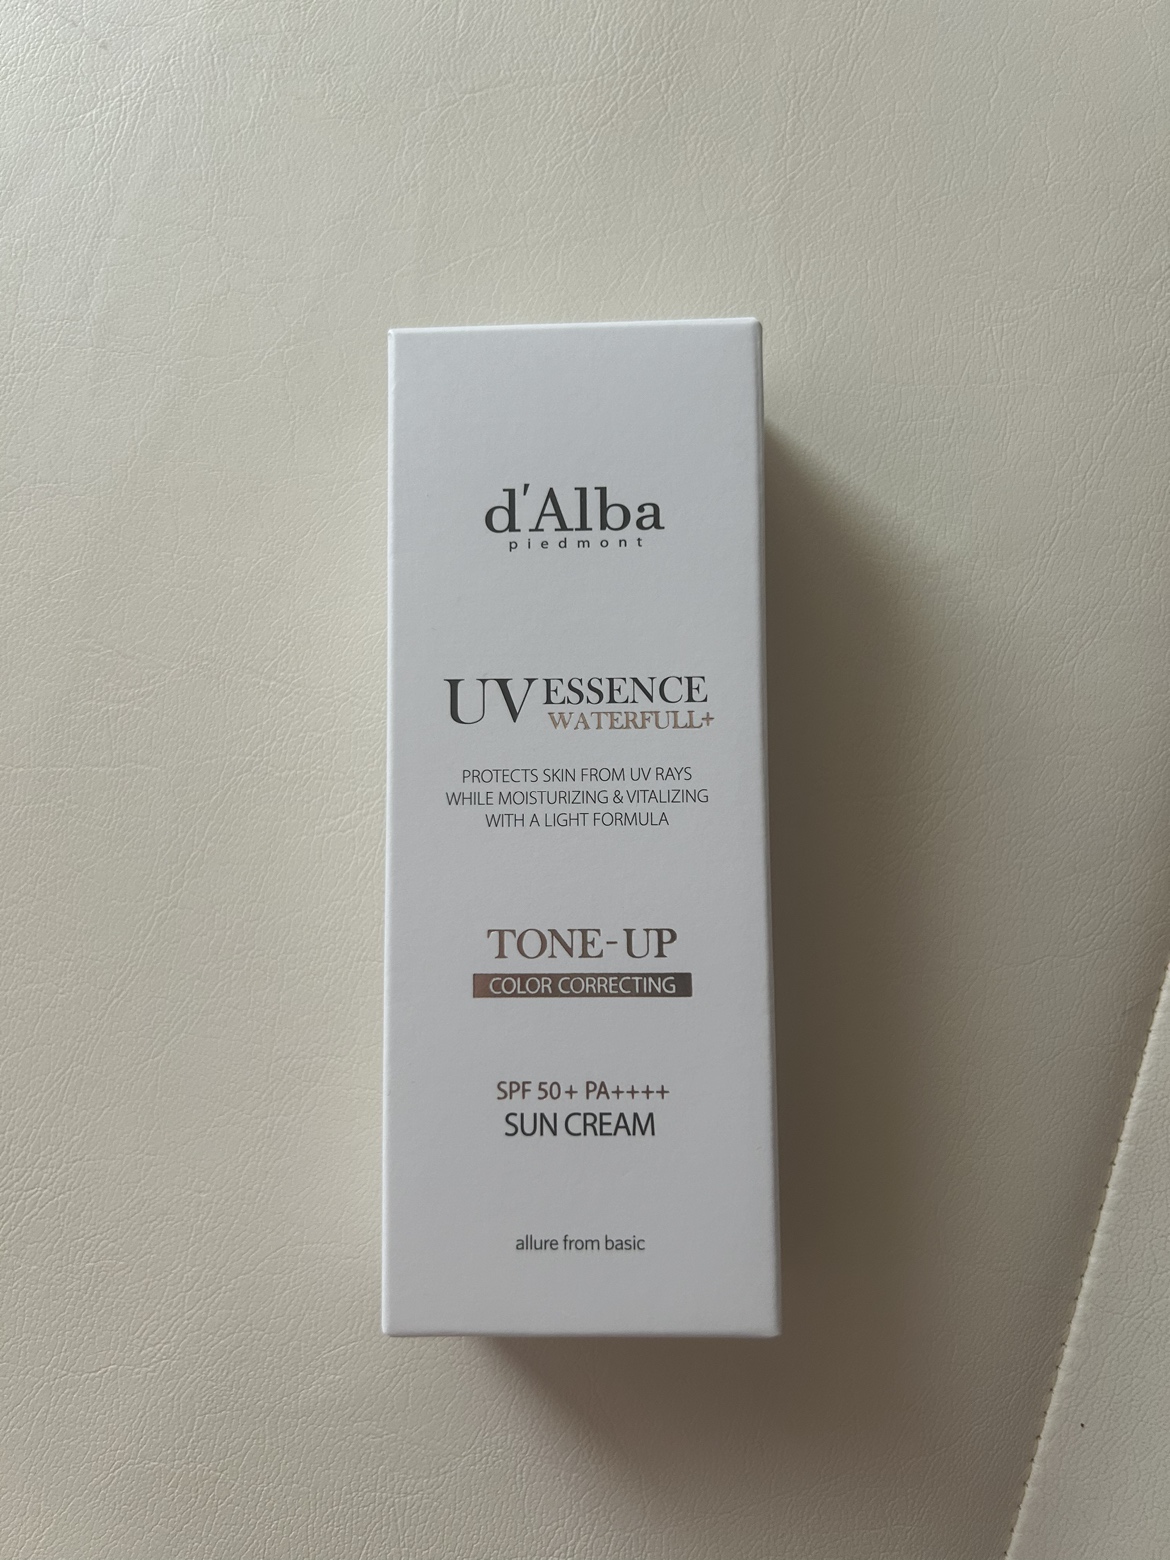 d'Alba
piedmont
UV ESSENCE
WATERFULL+
PROTECTS SKIN FROM UV RAYS
WHILE MOISTURIZING & VITALIZING
WITH A LIGHT FORMULA
TONE-UP
COLOR CORRECTING
SPF 50+ PA++++
SUN CREAM
allure from basic